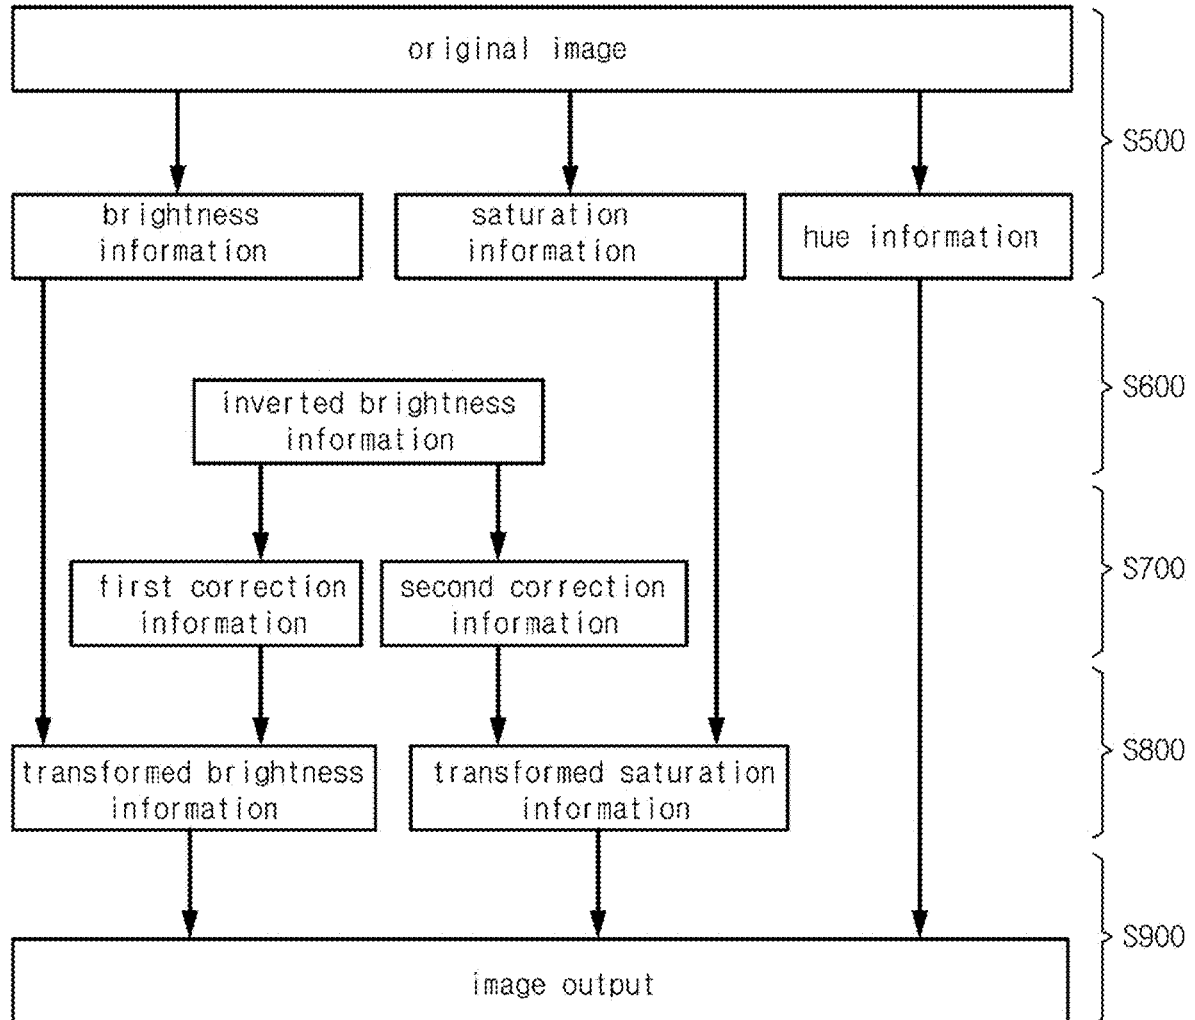 original image
S500
brightness
information
saturation
information
hue information
S600
inverted brightness
information
S700
first correction
information
second correction
information
S800
transformed brightness
information
transformed saturation
information
S900
image output